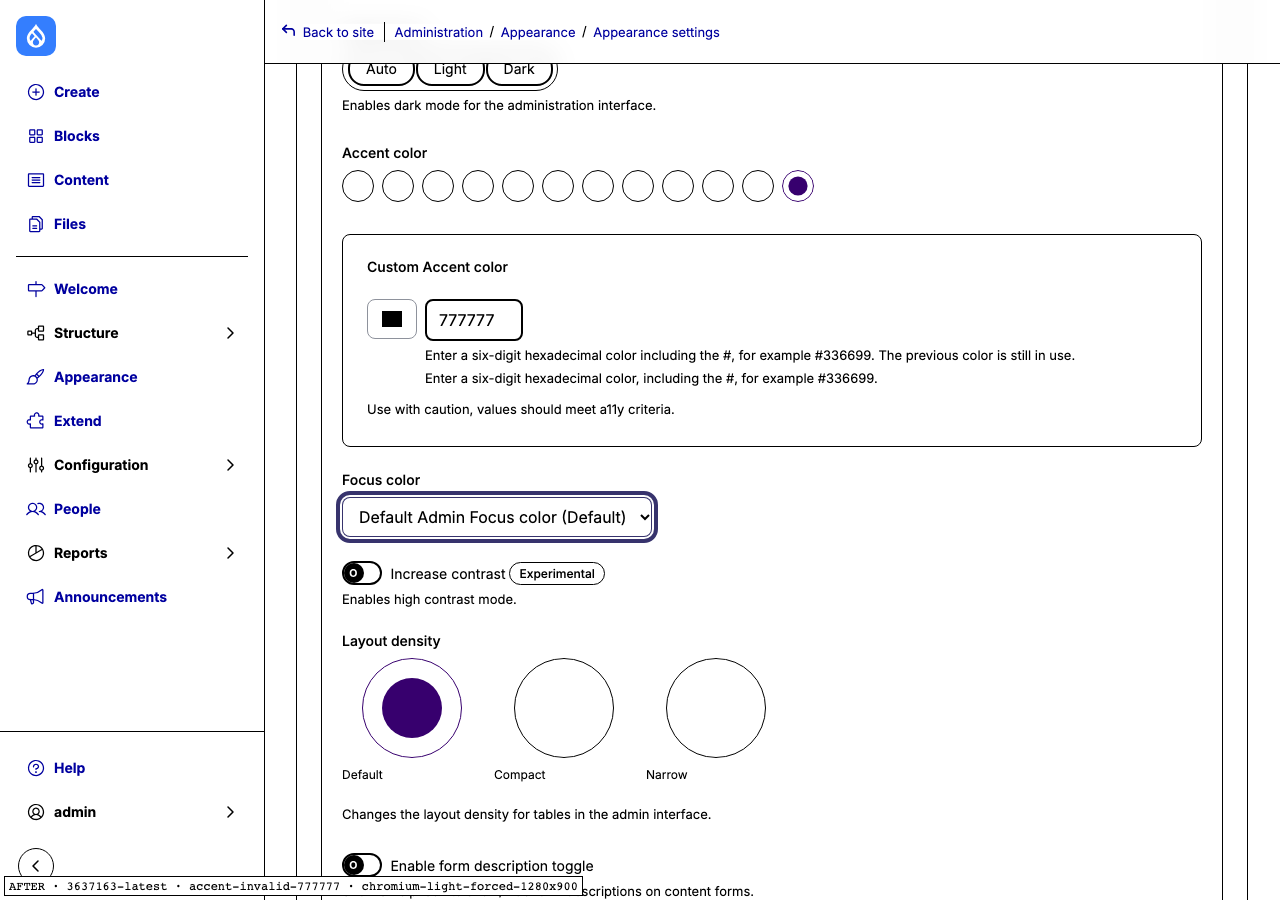 Back to site
Administration / Appearance / Appearance settings
Create
Blocks
Content
Files
Welcome
Structure
Appearance
Extend
Configuration
People
Reports
Announcements
Help
admin
Auto Light Dark
Enables dark mode for the administration interface.
Accent color
Custom Accent color
777777
Enter a six-digit hexadecimal color including the #, for example #336699. The previous color is still in use.
Enter a six-digit hexadecimal color, including the #, for example #336699.
Use with caution, values should meet a11y criteria.
Focus color
Default Admin Focus color (Default)
Increase contrast Experimental
Enables high contrast mode.
Layout density
Default Compact Narrow
Changes the layout density for tables in the admin interface.
Enable form description toggle
scriptions on content forms.
AFTER · 3637163-latest · accent-invalid-777777 · chromium-light-forced-1280x900